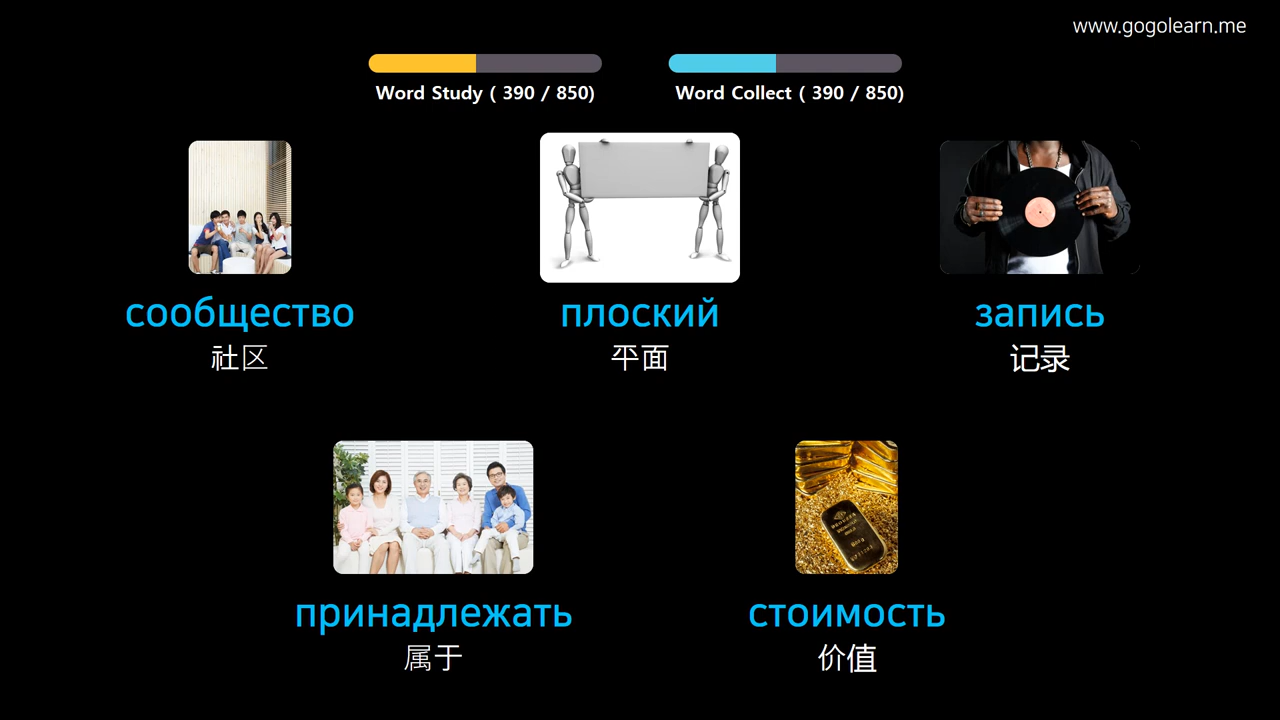 www.gogolearn.me
Word Study ( 390 / 850)
Word Collect ( 390 / 850)
сообщество
社区
плоский
平面
запись
记录
принадлежать
属于
стоимость
价值